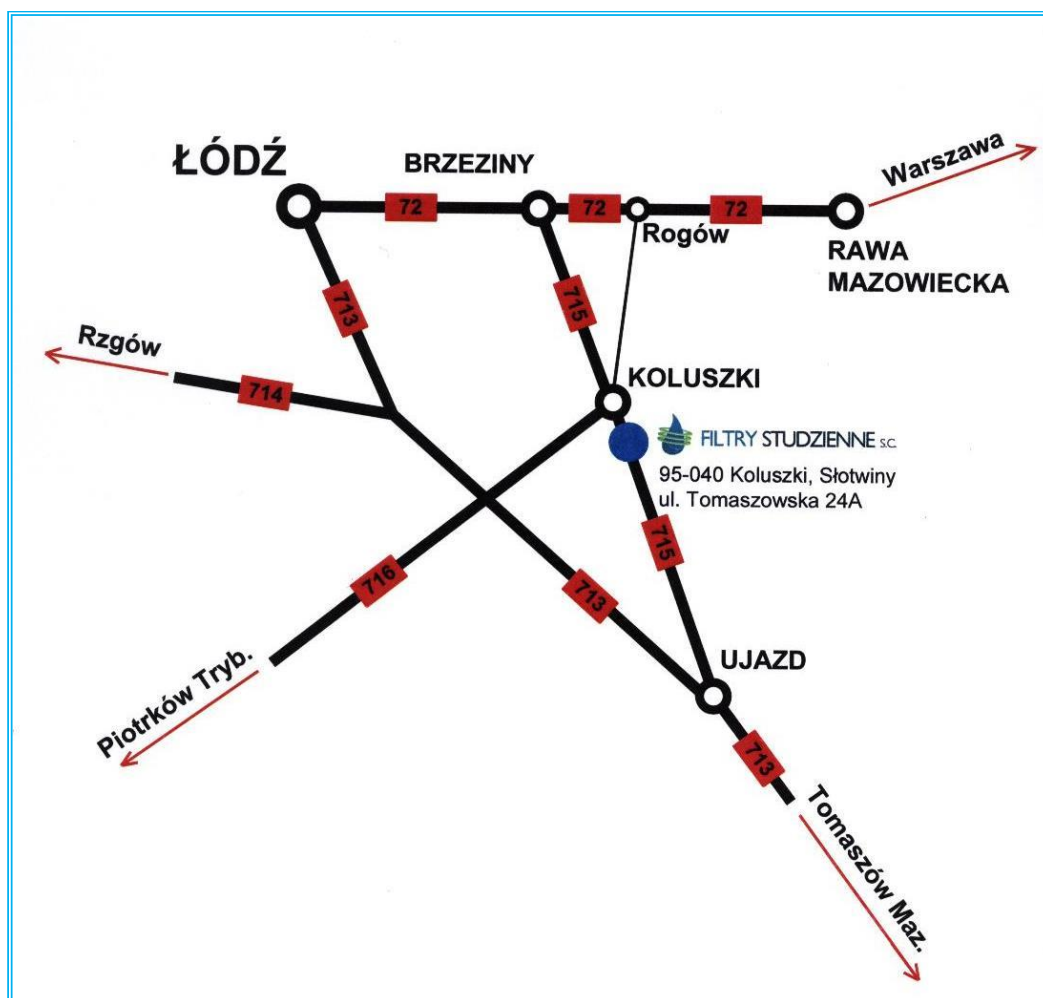 ŁÓDŹ
BRZEZINY
Warszawa
72
72
72
Rogów
RAWA
MAZOWIECKA
713
715
Rzgów
714
KOLUSZKI
FILTRY STUDZIENNE s.c.
95-040 Koluszki, Słotwiny
ul. Tomaszowska 24A
715
716
713
UJAZD
Piotrków Tryb.
713
Tomaszów Maz.